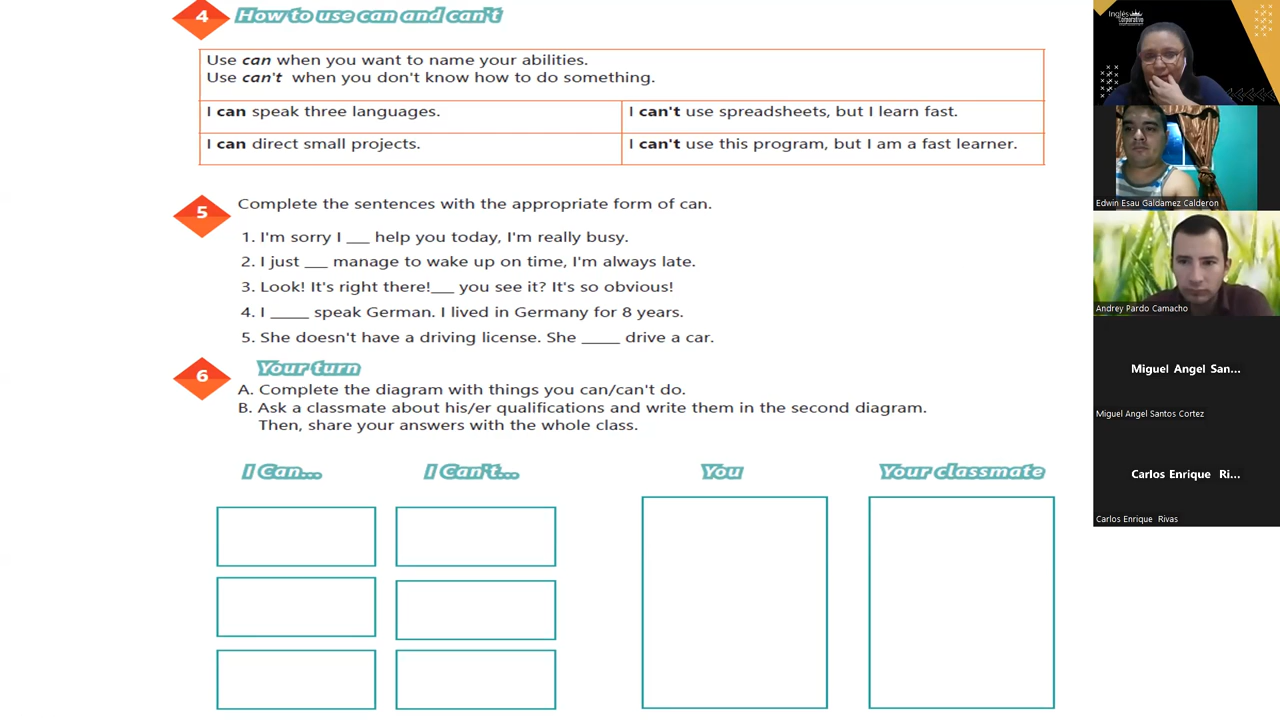 4 How to use can and can't
Use can when you want to name your abilities.
Use can't when you don't know how to do something.
I can speak three languages.
I can't use spreadsheets, but I learn fast.
I can direct small projects.
I can't use this program, but I am a fast learner.
5 Complete the sentences with the appropriate form of can.
1. I'm sorry I ___ help you today, I'm really busy.
2. I just ___ manage to wake up on time, I'm always late.
3. Look! It's right there!___ you see it? It's so obvious!
4. I _____ speak German. I lived in Germany for 8 years.
5. She doesn't have a driving license. She _____ drive a car.
6 Your turn
A. Complete the diagram with things you can/can't do.
B. Ask a classmate about his/er qualifications and write them in the second diagram.
Then, share your answers with the whole class.
I Can... I Can't... You Your classmate
Inglés
Corporativo
Edwin Esau Galdamez Calderon
Andrey Pardo Camacho
Miguel Angel San...
Miguel Angel Santos Cortez
Carlos Enrique Ri...
Carlos Enrique Rivas